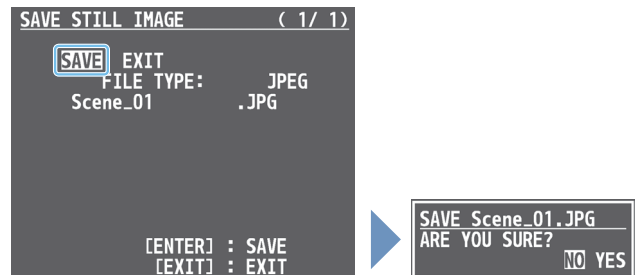 SAVE STILL IMAGE ( 1/ 1)
SAVE EXIT
FILE TYPE: JPEG
Scene_01 .JPG
[ENTER] : SAVE
[EXIT] : EXIT
SAVE Scene_01.JPG
ARE YOU SURE?
NO YES